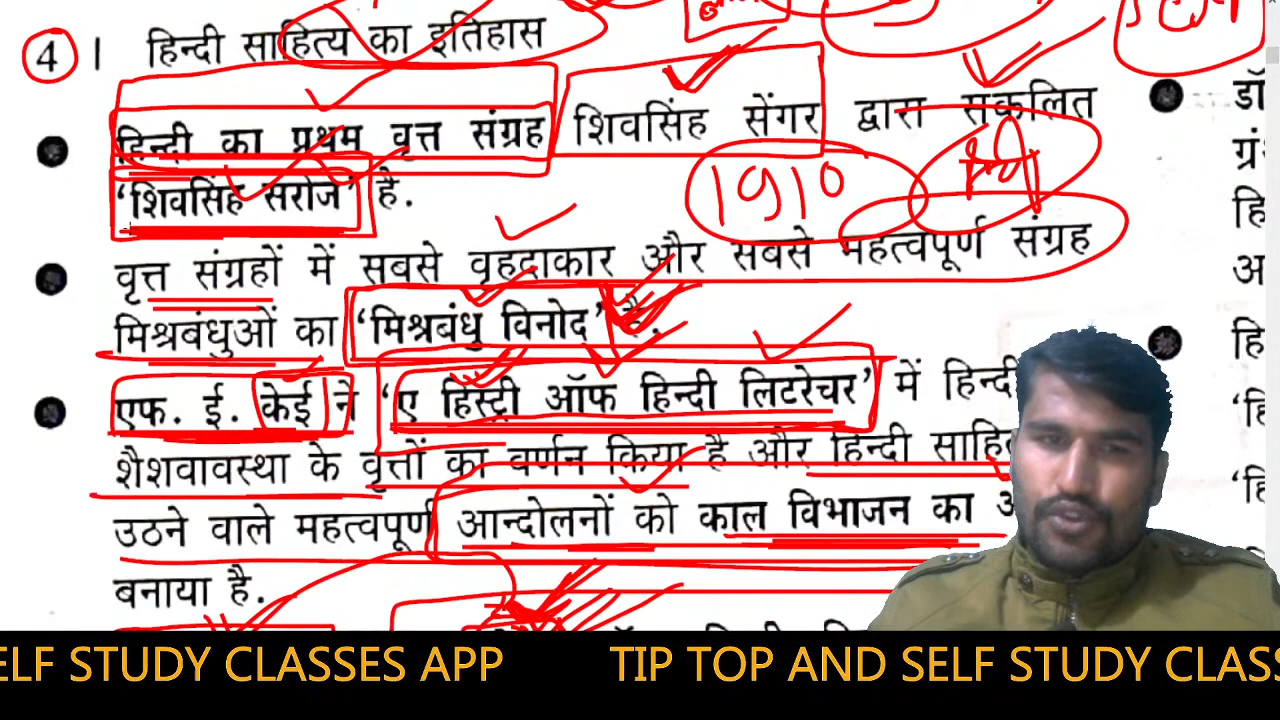 4 | हिन्दी साहित्य का इतिहास
हिन्दी का प्रथम वृत्त संग्रह शिवसिंह सेंगर द्वारा संकलित
‘शिवसिंह सरोज’ है.
1910
वृत्त संग्रहों में सबसे वृहदाकार और सबसे महत्वपूर्ण संग्रह
मिश्रबंधुओं का ‘मिश्रबंधु विनोद’ है.
एफ. ई. केई ने ‘ए हिस्ट्री ऑफ हिन्दी लिटरेचर’ में हिन्दी
शैशवावस्था के वृत्तों का वर्णन किया है और हिन्दी
उठने वाले महत्वपूर्ण आन्दोलनों को काल विभाजन का
बनाया है.
ELF STUDY CLASSES APP TIP TOP AND SELF STUDY CLASS